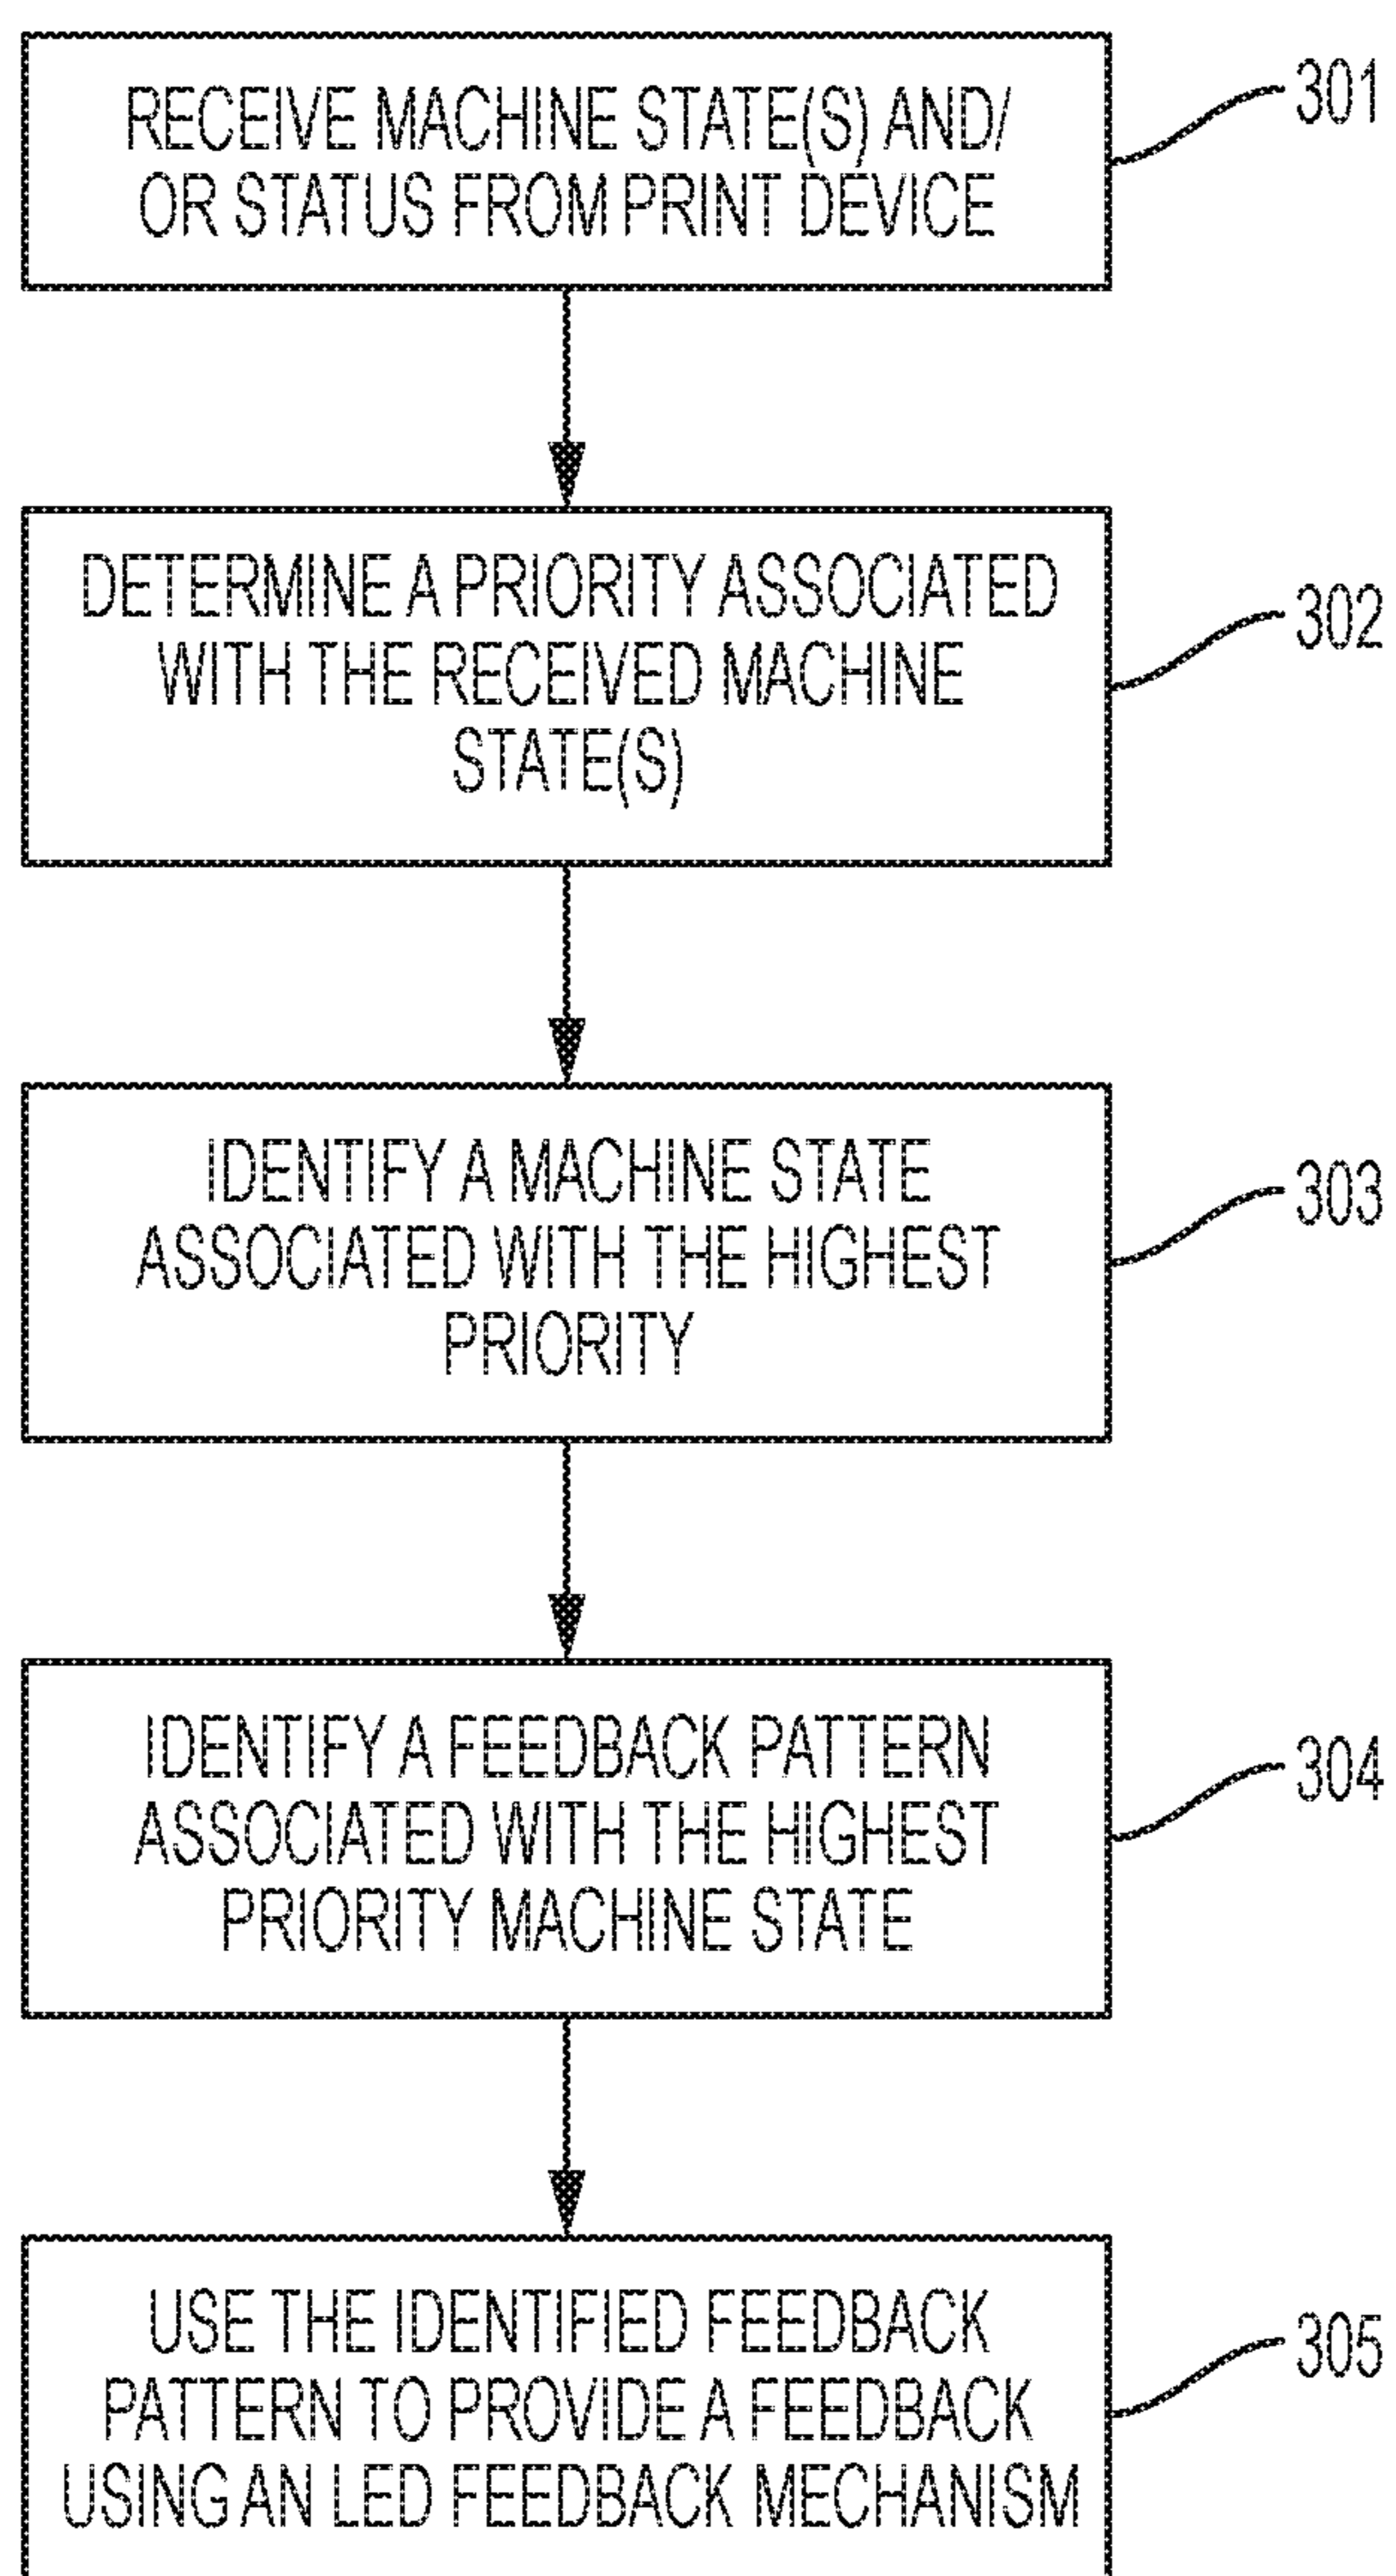 RECEIVE MACHINE STATE(S) AND/
OR STATUS FROM PRINT DEVICE
301
DETERMINE A PRIORITY ASSOCIATED
WITH THE RECEIVED MACHINE
STATE(S)
302
IDENTIFY A MACHINE STATE
ASSOCIATED WITH THE HIGHEST
PRIORITY
303
IDENTIFY A FEEDBACK PATTERN
ASSOCIATED WITH THE HIGHEST
PRIORITY MACHINE STATE
304
USE THE IDENTIFIED FEEDBACK
PATTERN TO PROVIDE A FEEDBACK
USING AN LED FEEDBACK MECHANISM
305